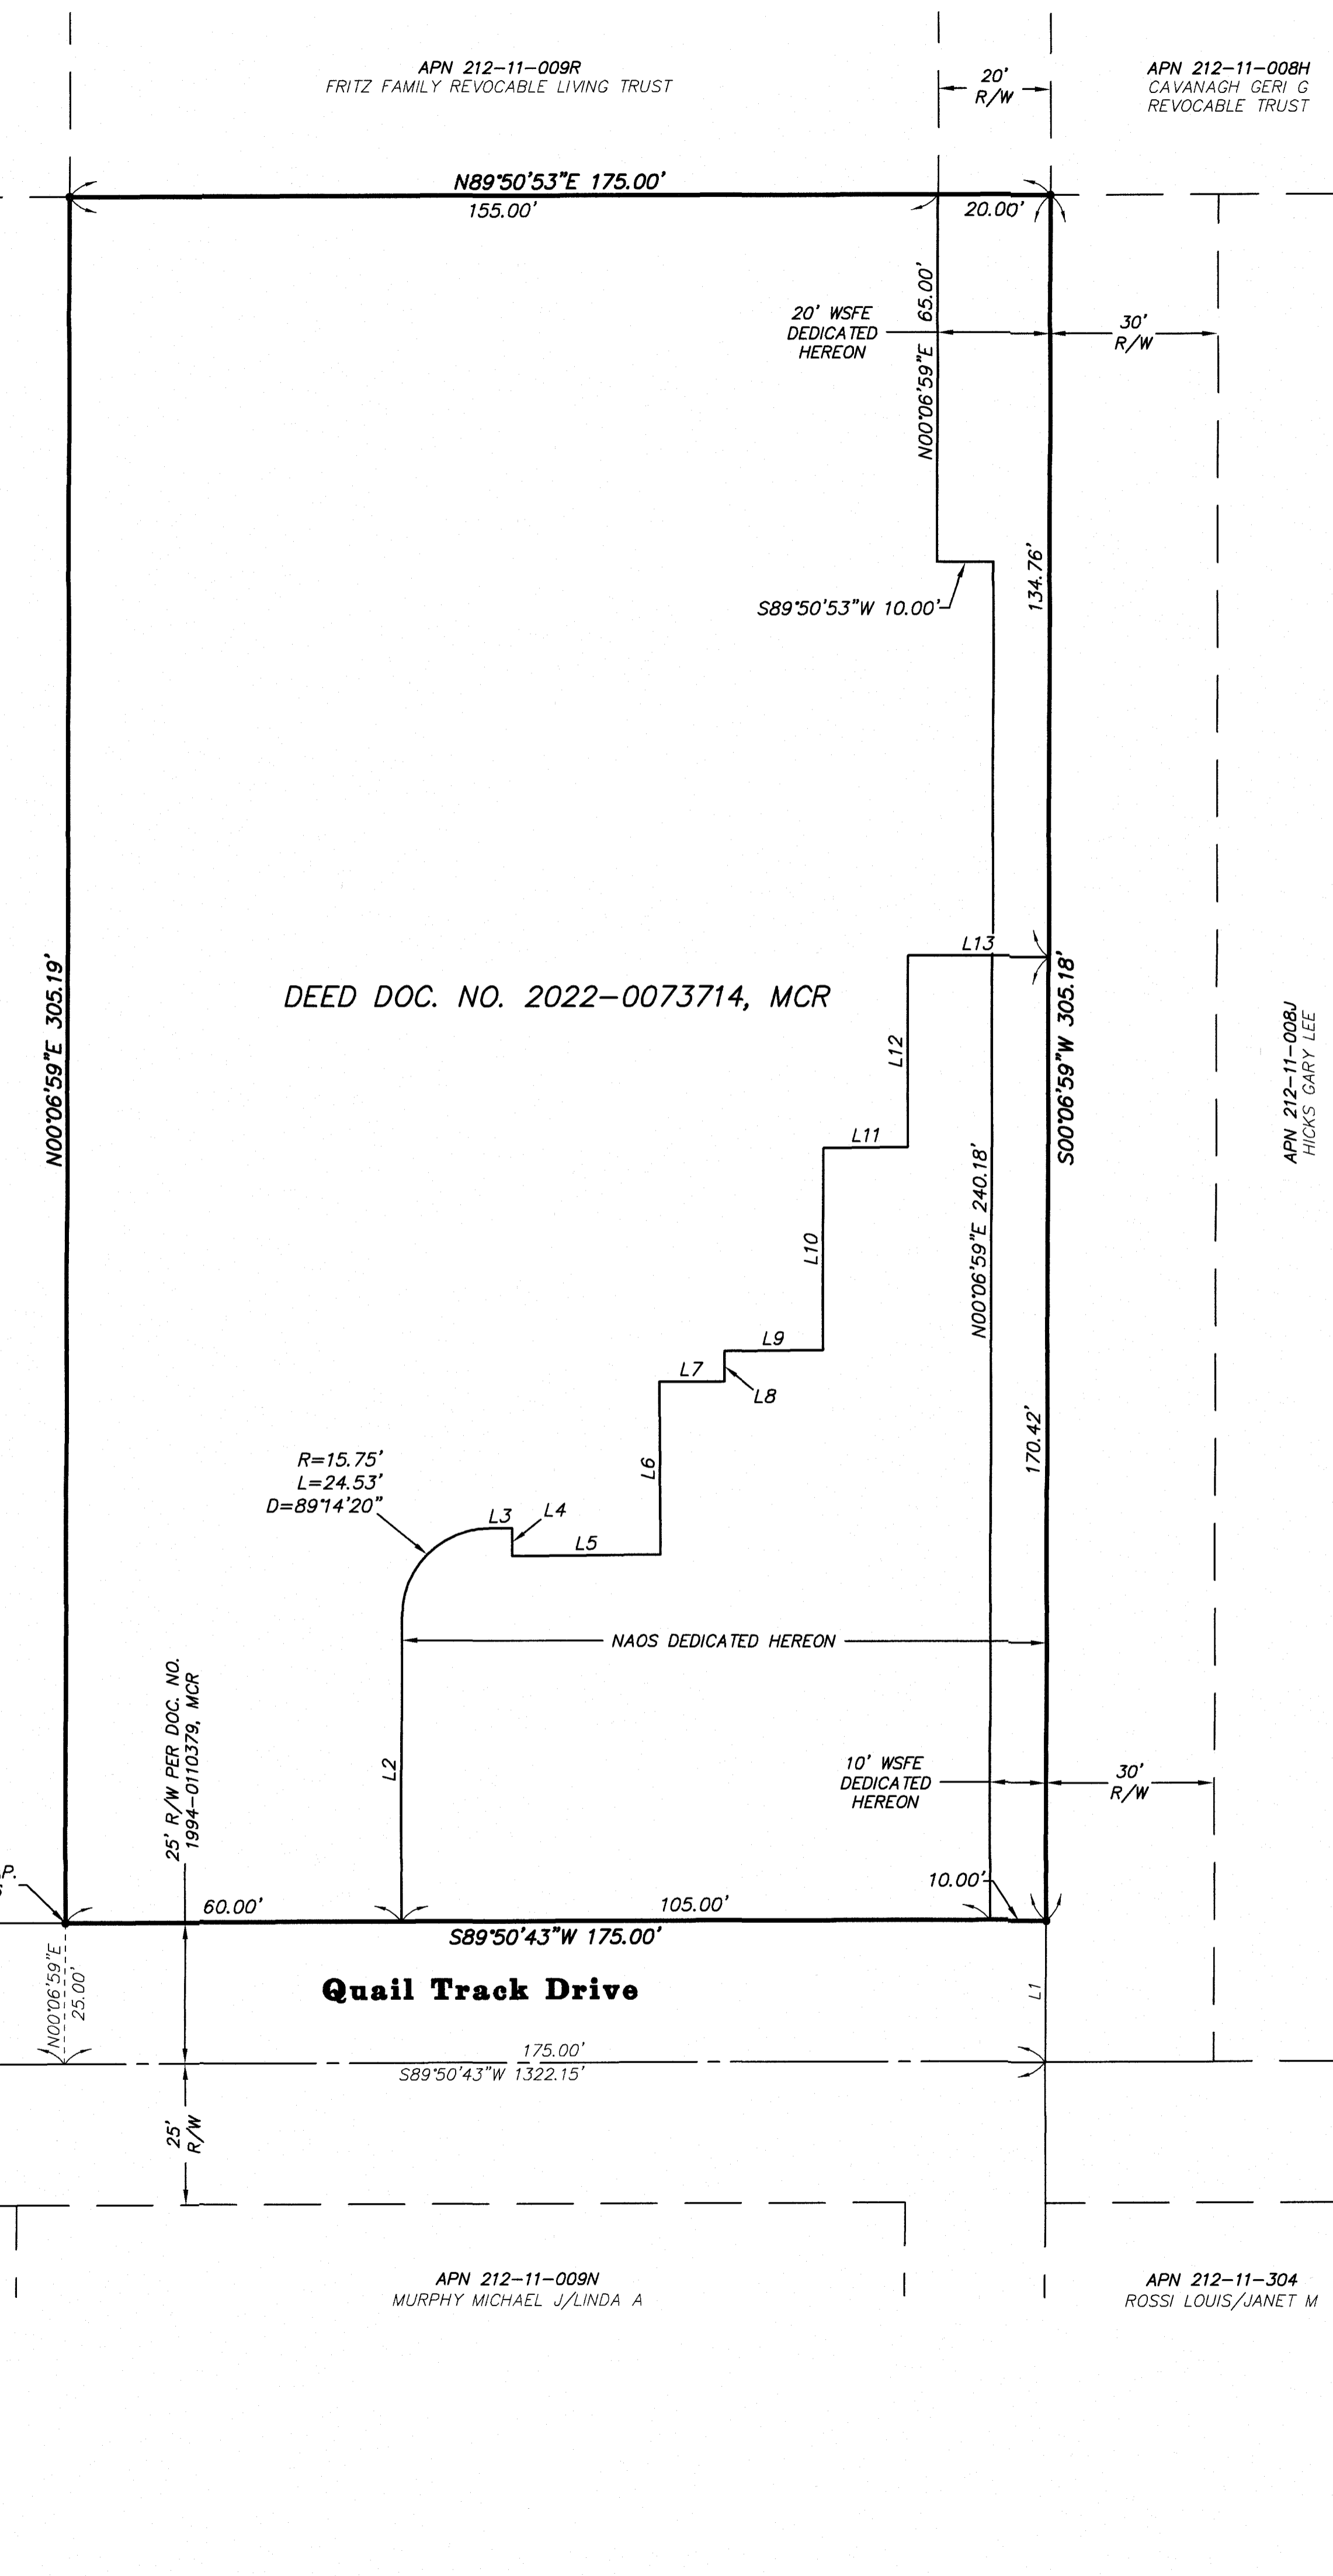 APN 212-11-009R
FRITZ FAMILY REVOCABLE LIVING TRUST
20'
R/W
APN 212-11-008H
CAVANAGH GERI G
REVOCABLE TRUST
N89°50'53"E 175.00'
155.00'
20.00'
N00°06'59"E 65.00'
20' WSFE
DEDICATED
HEREON
30'
R/W
134.76'
S89°50'53"W 10.00'
N00°06'59"E 305.19'
DEED DOC. NO. 2022-0073714, MCR
L13
S00°06'59"W 305.18'
APN 212-11-008J
HICKS GARY LEE
L12
L11
N00°06'59"E 240.18'
L10
L9
L7
L8
170.42'
R=15.75'
L=24.53'
D=89°14'20"
L6
L3
L4
L5
NAOS DEDICATED HEREON
25' R/W PER DOC. NO.
1994-0110379, MCR
L2
10' WSFE
DEDICATED
HEREON
30'
R/W
P.
60.00'
105.00'
10.00'
S89°50'43"W 175.00'
N00°06'59"E
25.00'
Quail Track Drive
L1
175.00'
S89°50'43"W 1322.15'
25'
R/W
APN 212-11-009N
MURPHY MICHAEL J/LINDA A
APN 212-11-304
ROSSI LOUIS/JANET M